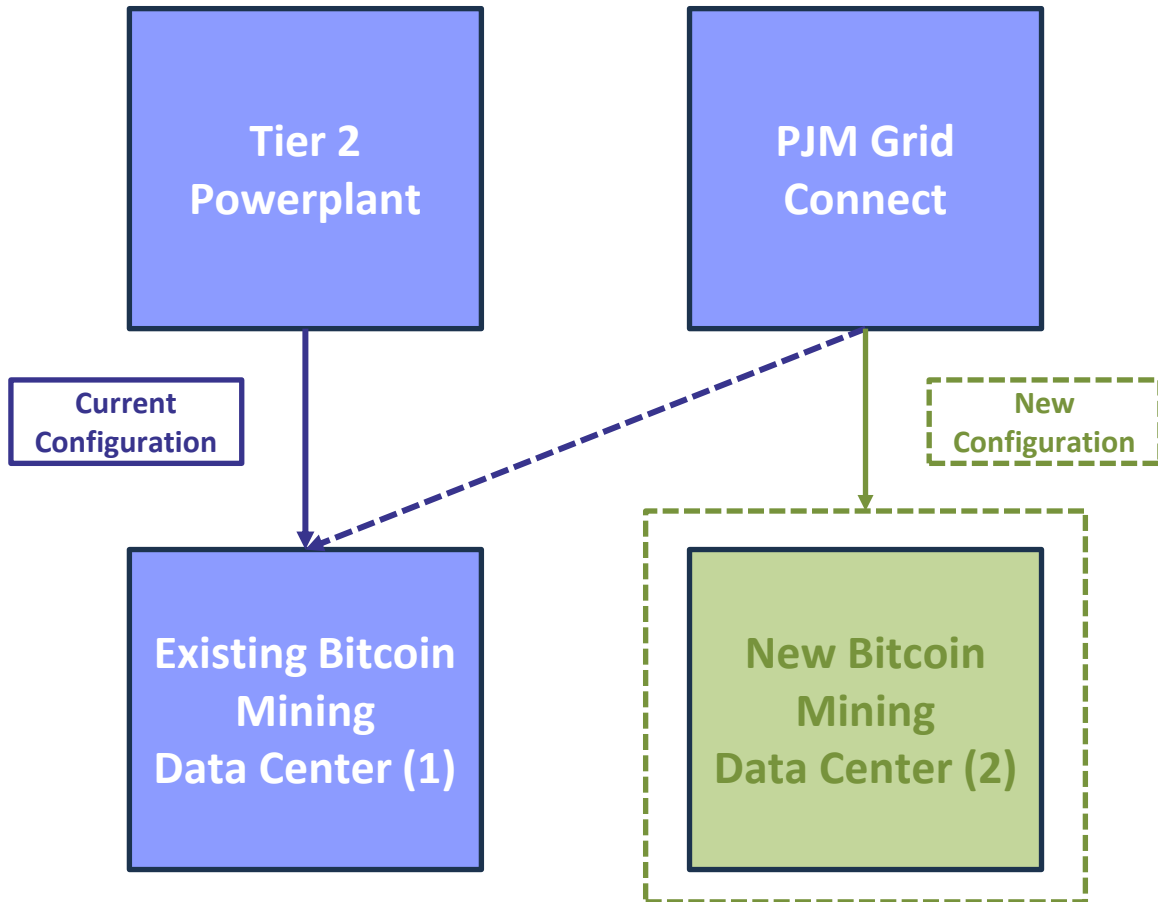 Tier 2
Powerplant
PJM Grid
Connect
Current
Configuration
New
Configuration
Existing Bitcoin
Mining
Data Center (1)
New Bitcoin
Mining
Data Center (2)